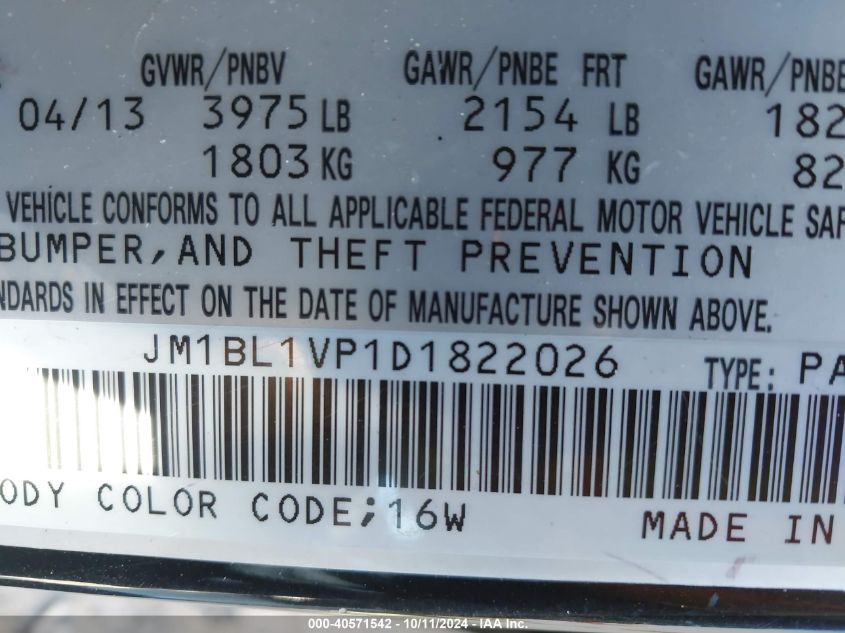 GVWR/PNBV GAWR/PNBE FRT GAWR/PNBE
04/13 3975 LB 2154 LB 182
1803 KG 977 KG 82
VEHICLE CONFORMS TO ALL APPLICABLE FEDERAL MOTOR VEHICLE SAF
BUMPER,AND THEFT PREVENTION
NDARDS IN EFFECT ON THE DATE OF MANUFACTURE SHOWN ABOVE.
JM1BL1VP1D1822026 TYPE: PA
ODY COLOR CODE;16W
MADE IN
000-40571542 - 10/11/2024 - IAA Inc.